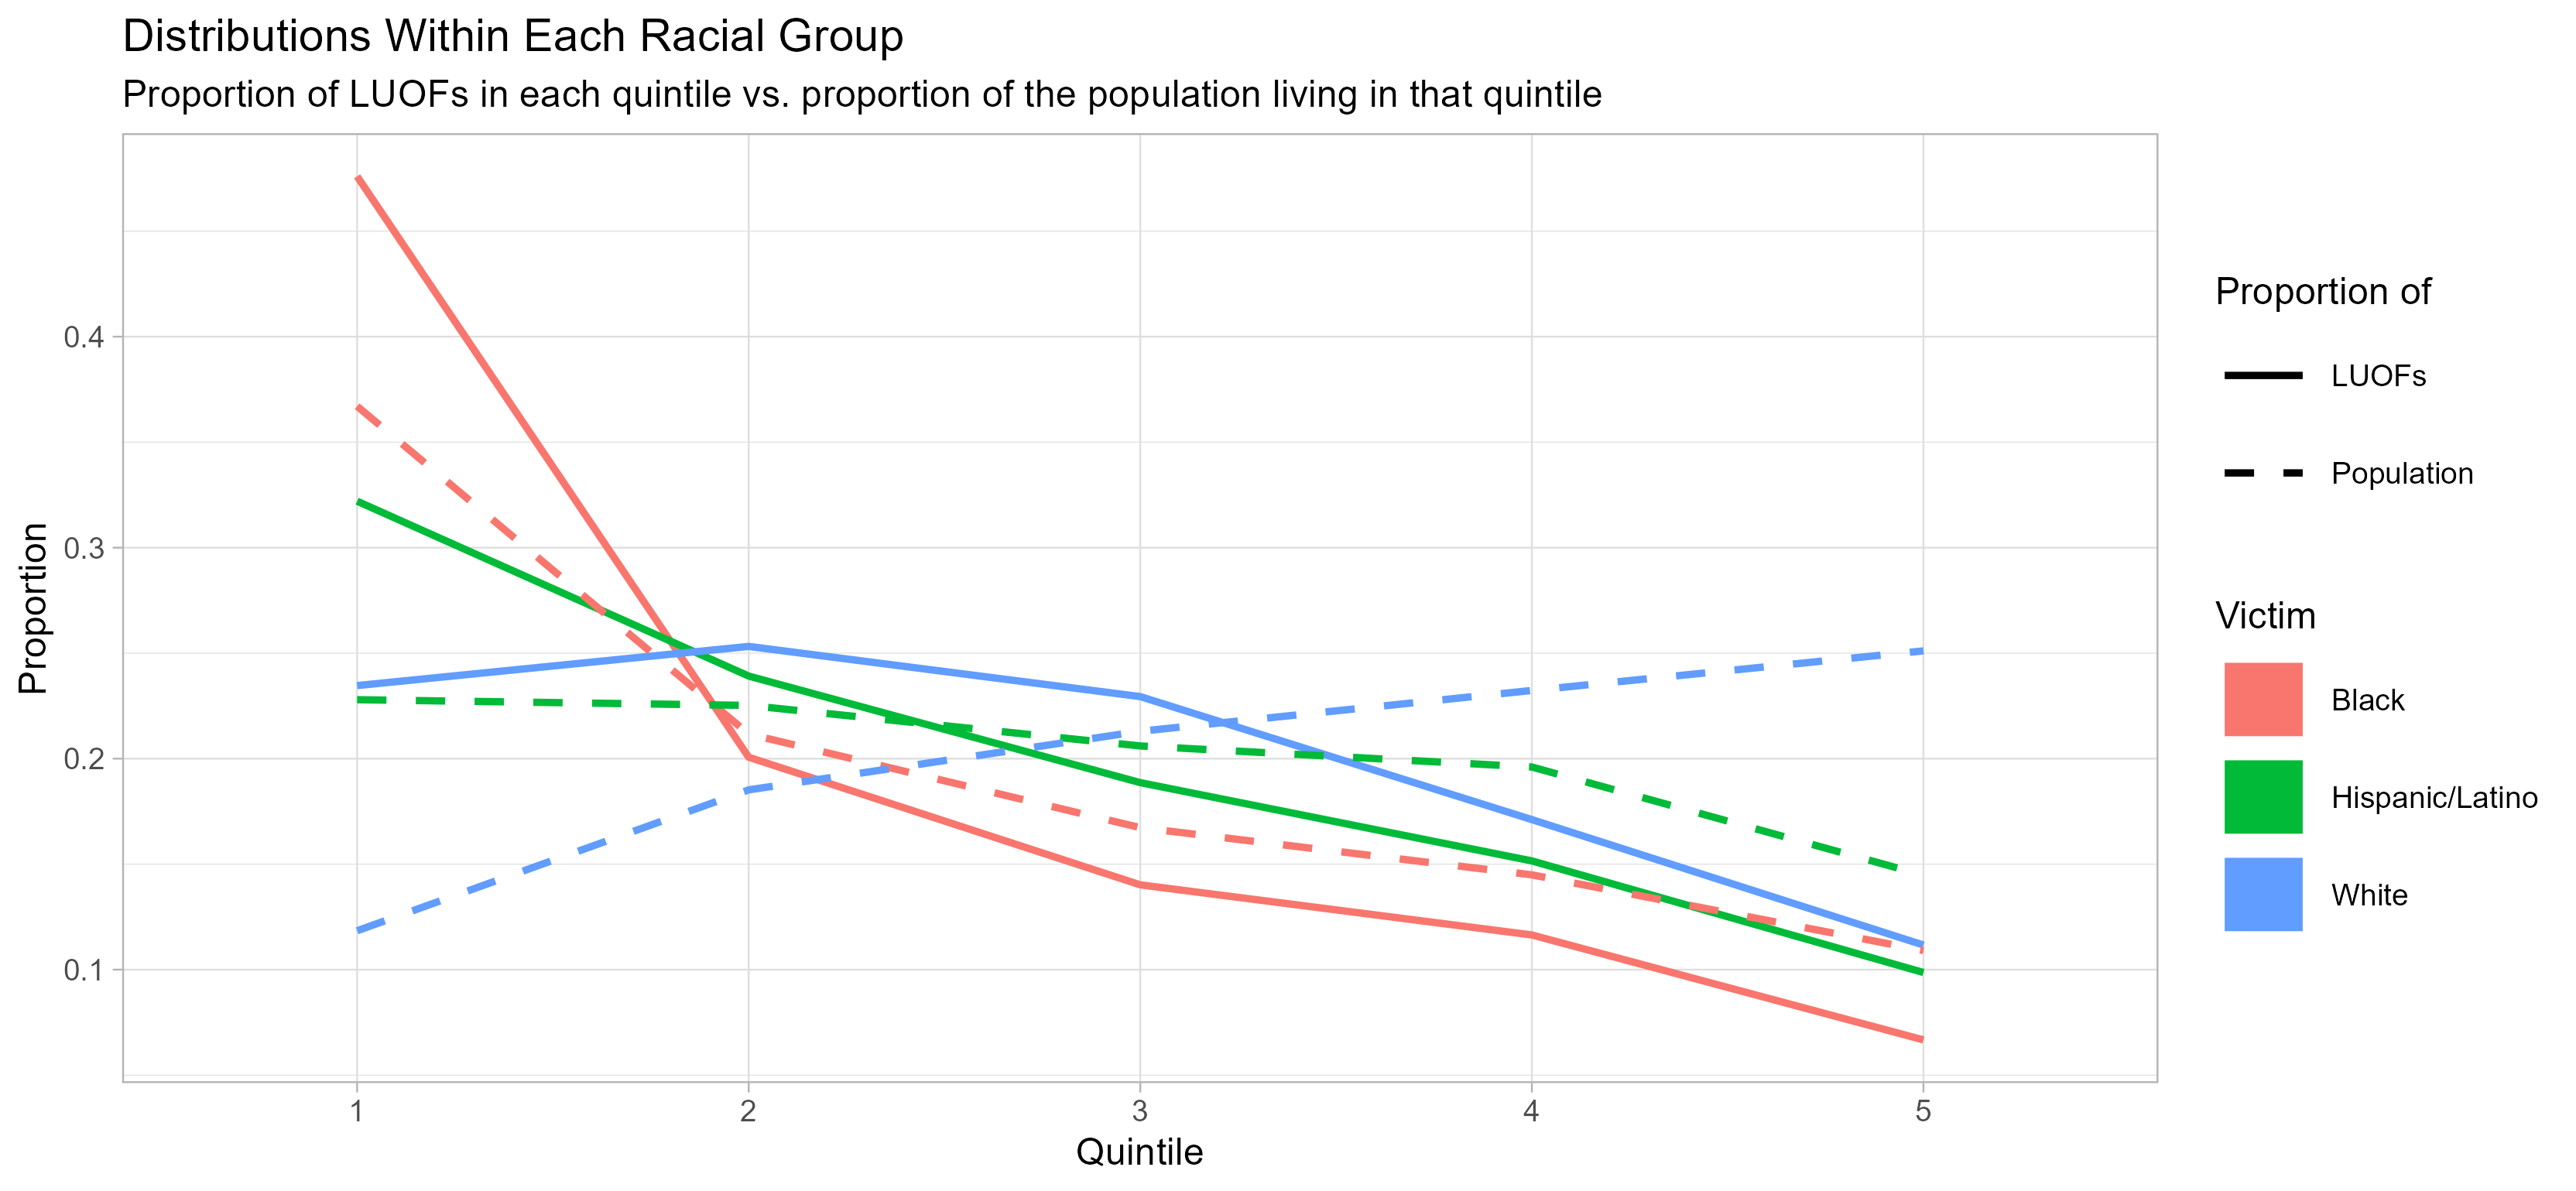 Distributions Within Each Racial Group
Proportion of LUOFs in each quintile vs. proportion of the population living in that quintile
Proportion
0.4
0.3
0.2
0.1
1 2 3 4 5
Quintile
Proportion of
LUOFs
Population
Victim
Black
Hispanic/Latino
White